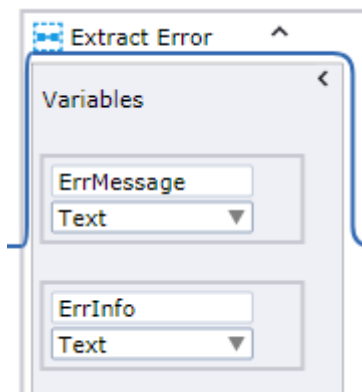 Extract Error
Variables
ErrMessage
Text
ErrInfo
Text